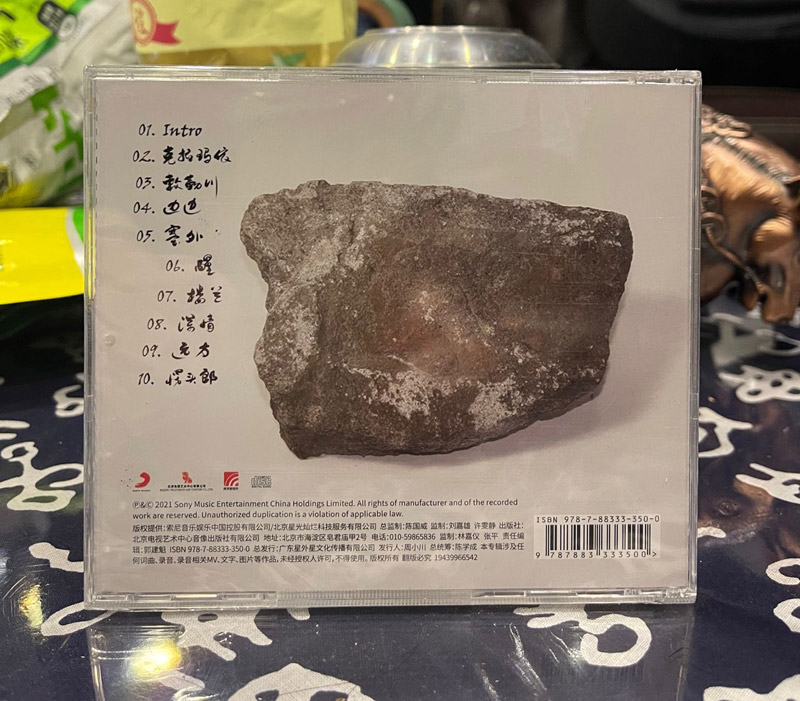 01. Intro
02. 克拉玛依
03. 敕勒川
04. 边边
05. 塞外
06. 醒
07. 楼兰
08. 深情
09. 远方
10. 愣头郎
Ⓟ&© 2021 Sony Music Entertainment China Holdings Limited. All rights of manufacturer and of the recorded
work are reserved. Unauthorized duplication is a violation of applicable law.
版权提供:索尼音乐娱乐中国控股有限公司/北京星光灿烂科技服务有限公司 总监制:陈国威 监制:刘嘉雄 许雯静 出版社:
北京电视艺术中心音像出版社有限公司 地址:北京市海淀区皂君庙甲2号 电话:010-59865836 监制:林嘉仪 张平 责任编
辑:郭建魁 ISBN 978-7-88333-350-0 总发行:广东星外星文化传播有限公司 发行人:周小川 总统筹:陈学成 本专辑涉及任
何词曲、录音、录音相关MV、文字、图片等作品,未经授权人许可,不得使用。版权所有 翻版必究 19439966542
ISBN 978-7-88333-350-0
9 787883 333500 >